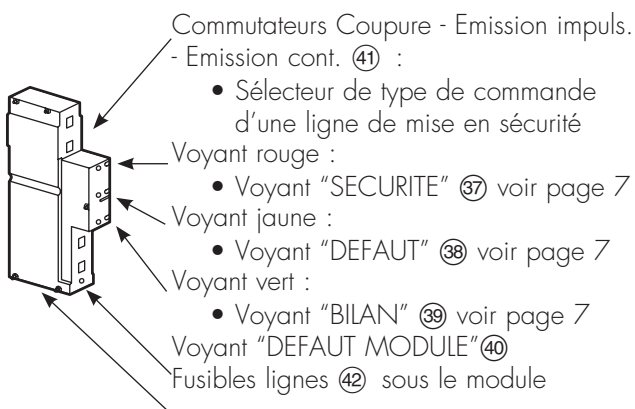 Commutateurs Coupure - Emission impuls.
- Emission cont. ㊶ :
• Sélecteur de type de commande
d'une ligne de mise en sécurité
Voyant rouge :
• Voyant “SECURITE” ㊲ voir page 7
Voyant jaune :
• Voyant “DEFAUT” ㊳ voir page 7
Voyant vert :
• Voyant “BILAN” ㊴ voir page 7
Voyant “DEFAUT MODULE”㊵
Fusibles lignes ㊷ sous le module